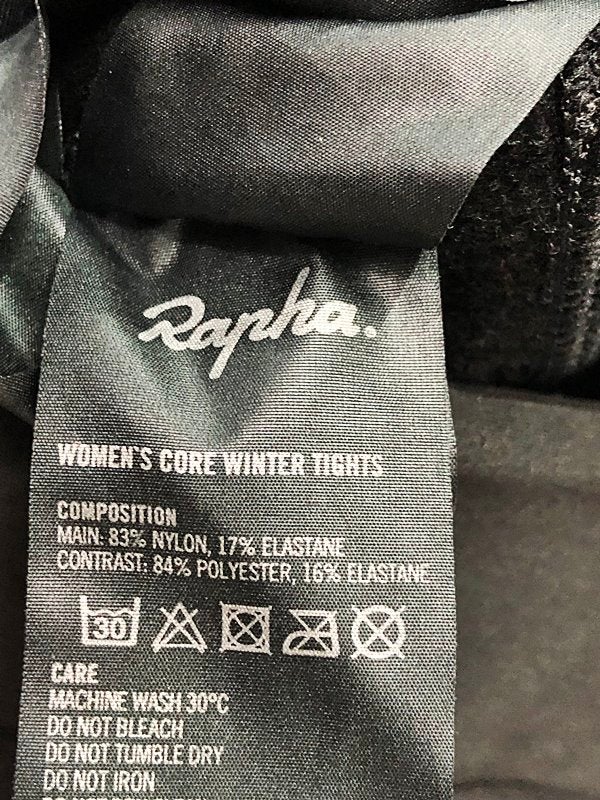 Rapha.
WOMEN'S CORE WINTER TIGHTS
COMPOSITION
MAIN: 83% NYLON, 17% ELASTANE
CONTRAST: 84% POLYESTER, 16% ELASTANE
30
CARE
MACHINE WASH 30°C
DO NOT BLEACH
DO NOT TUMBLE DRY
DO NOT IRON